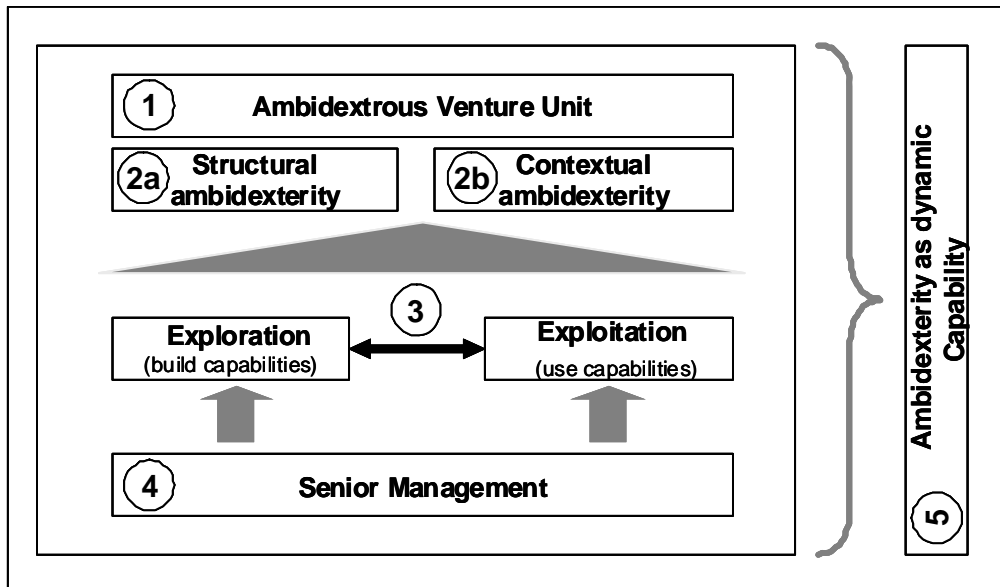 1
Ambidextrous Venture Unit
2a
Structural
ambidexterity
2b
Contextual
ambidexterity
3
Exploration
(build capabilities)
Exploitation
(use capabilities)
4
Senior Management
5
Ambidexterity as dynamic
Capability